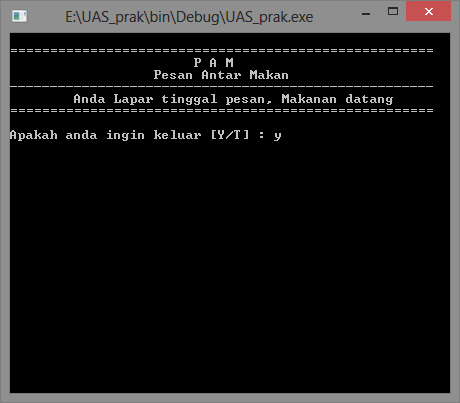 E:\UAS_prak\bin\Debug\UAS_prak.exe
=====================================================
P A M
Pesan Antar Makan
-----------------------------------------------------
Anda Lapar tinggal pesan, Makanan datang
=====================================================
Apakah anda ingin keluar [Y/T] : y